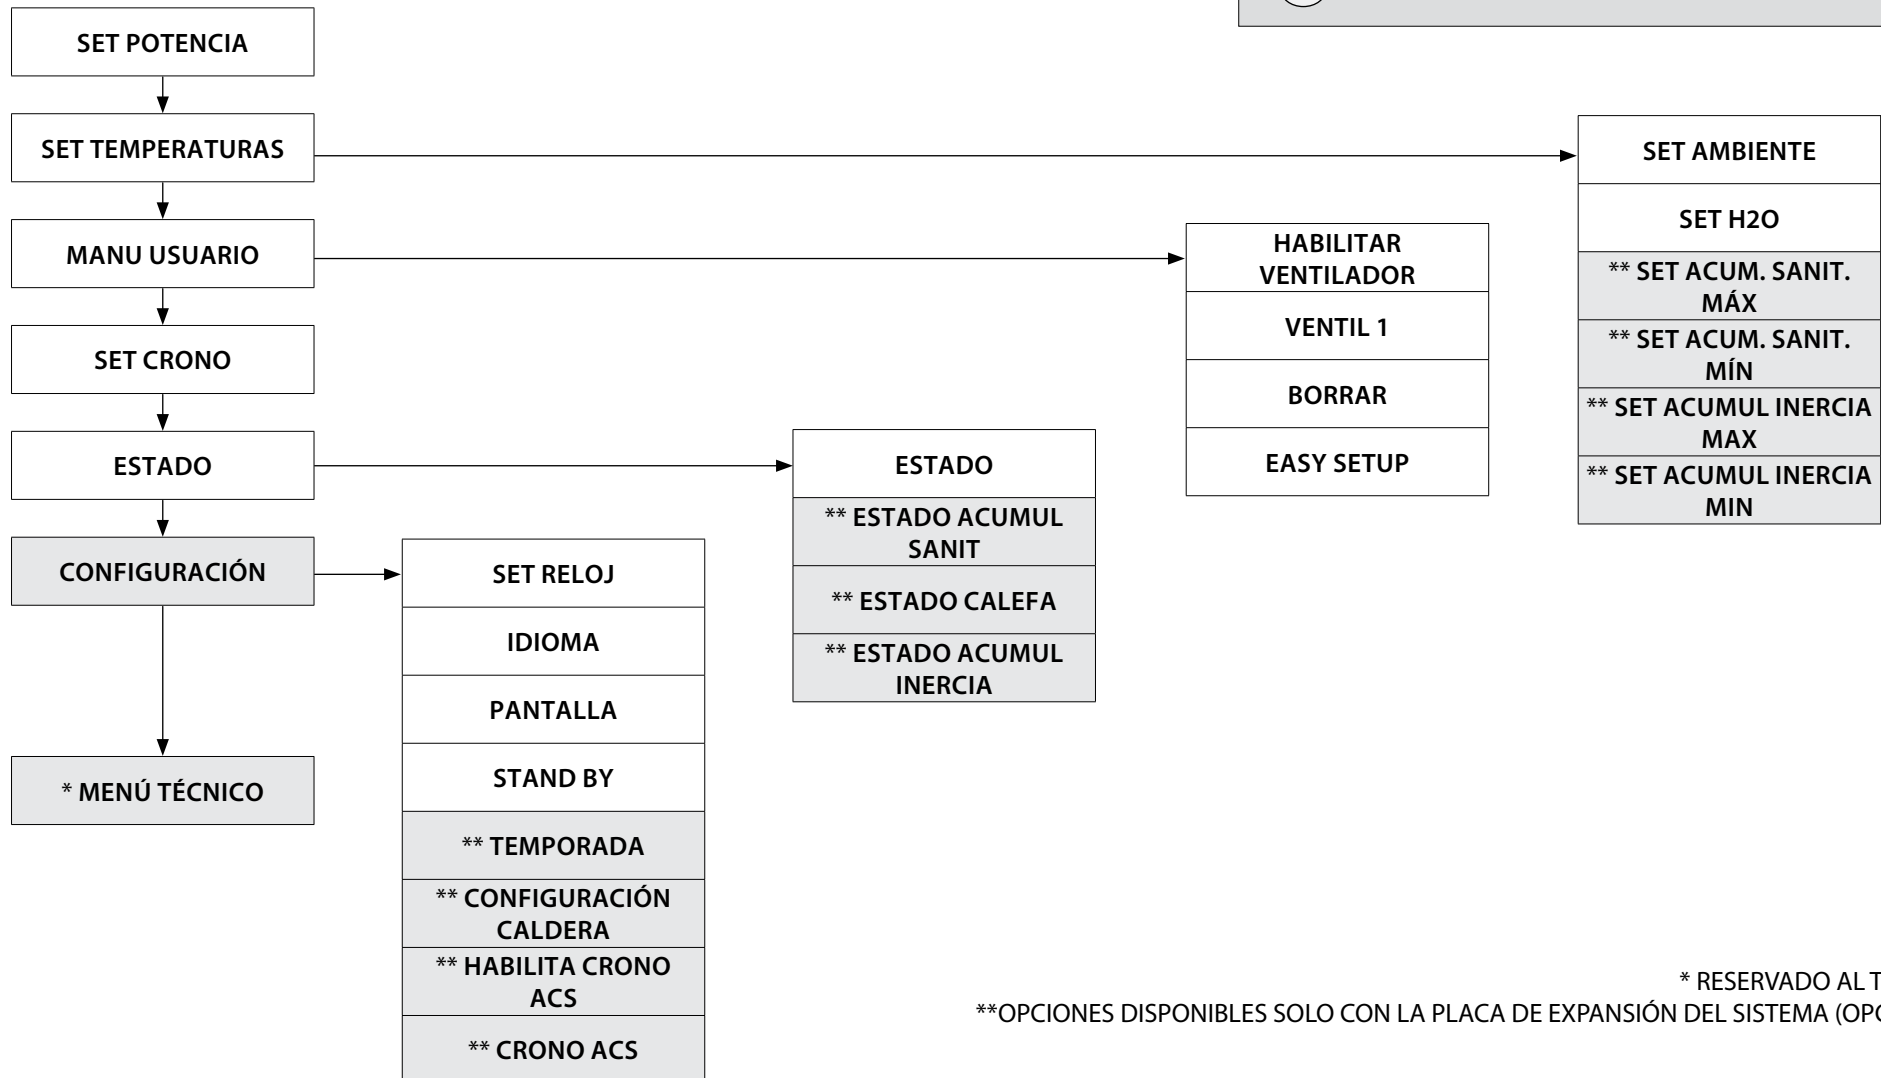 SET POTENCIA
SET TEMPERATURAS
MANU USUARIO
SET CRONO
ESTADO
CONFIGURACIÓN
* MENÚ TÉCNICO
SET RELOJ
IDIOMA
PANTALLA
STAND BY
** TEMPORADA
** CONFIGURACIÓN
CALDERA
** HABILITA CRONO
ACS
** CRONO ACS
ESTADO
** ESTADO ACUMUL
SANIT
** ESTADO CALEFA
** ESTADO ACUMUL
INERCIA
HABILITAR
VENTILADOR
VENTIL 1
BORRAR
EASY SETUP
SET AMBIENTE
SET H2O
** SET ACUM. SANIT.
MÁX
** SET ACUM. SANIT.
MÍN
** SET ACUMUL INERCIA
MAX
** SET ACUMUL INERCIA
MIN
* RESERVADO AL
**OPCIONES DISPONIBLES SOLO CON LA PLACA DE EXPANSIÓN DEL SISTEMA